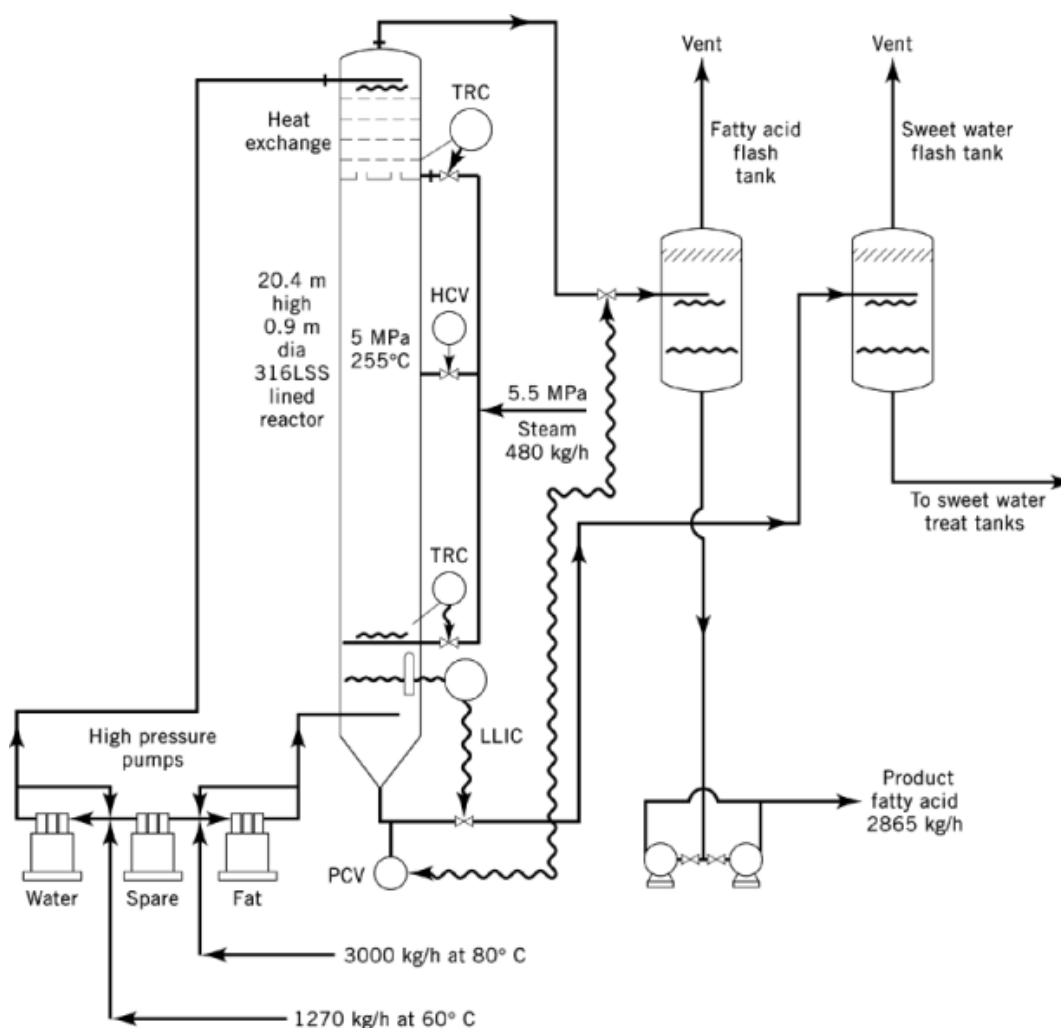 Vent
Vent
TRC
Heat
exchange
Fatty acid
flash
tank
Sweet water
flash tank
20.4 m
high
0.9 m
dia
316LSS
lined
reactor
HCV
5 MPa
255°C
5.5 MPa
Steam
480 kg/h
To sweet water
treat tanks
TRC
LLIC
High pressure
pumps
Product
fatty acid
2865 kg/h
PCV
Water
Spare
Fat
3000 kg/h at 80° C
1270 kg/h at 60° C